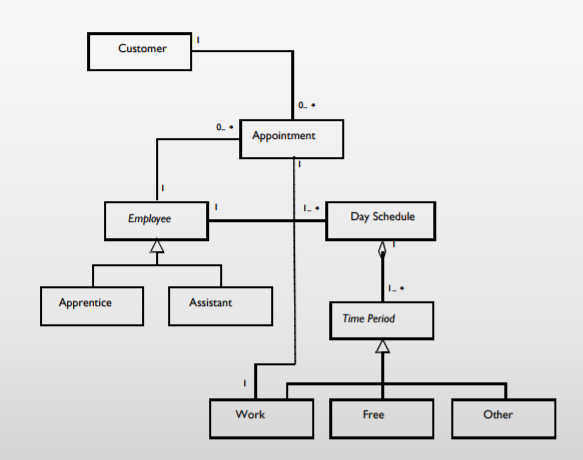 Customer
1
0.. *
0.. *
Appointment
1
1
Employee
1
1.. *
Day Schedule
1
Apprentice
Assistant
1.. *
Time Period
1
Work
Free
Other